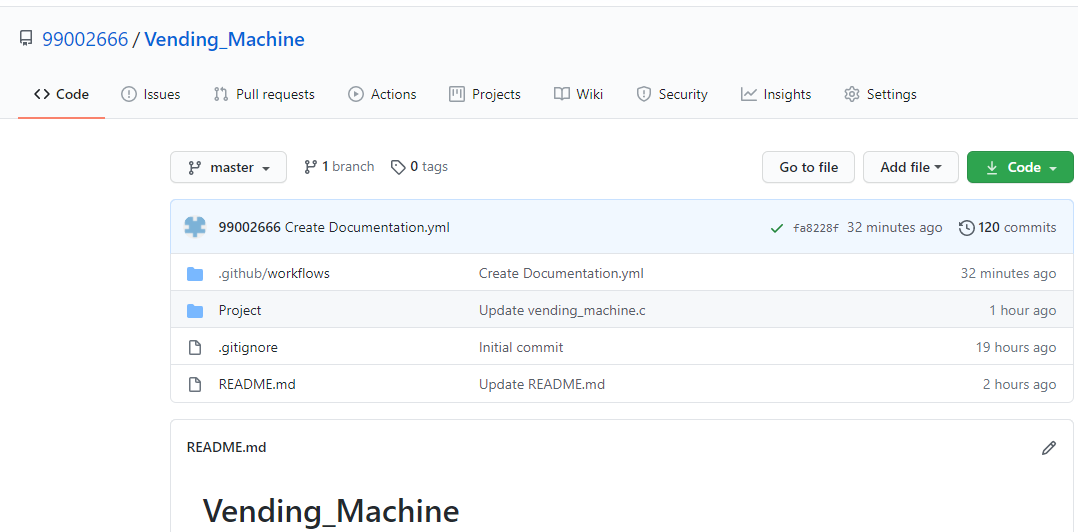 99002666 / Vending_Machine
<> Code Issues Pull requests Actions Projects Wiki Security Insights Settings
master 1 branch 0 tags Go to file Add file Code
99002666 Create Documentation.yml fa8228f 32 minutes ago 120 commits
.github/workflows Create Documentation.yml 32 minutes ago
Project Update vending_machine.c 1 hour ago
.gitignore Initial commit 19 hours ago
README.md Update README.md 2 hours ago
README.md
Vending_Machine